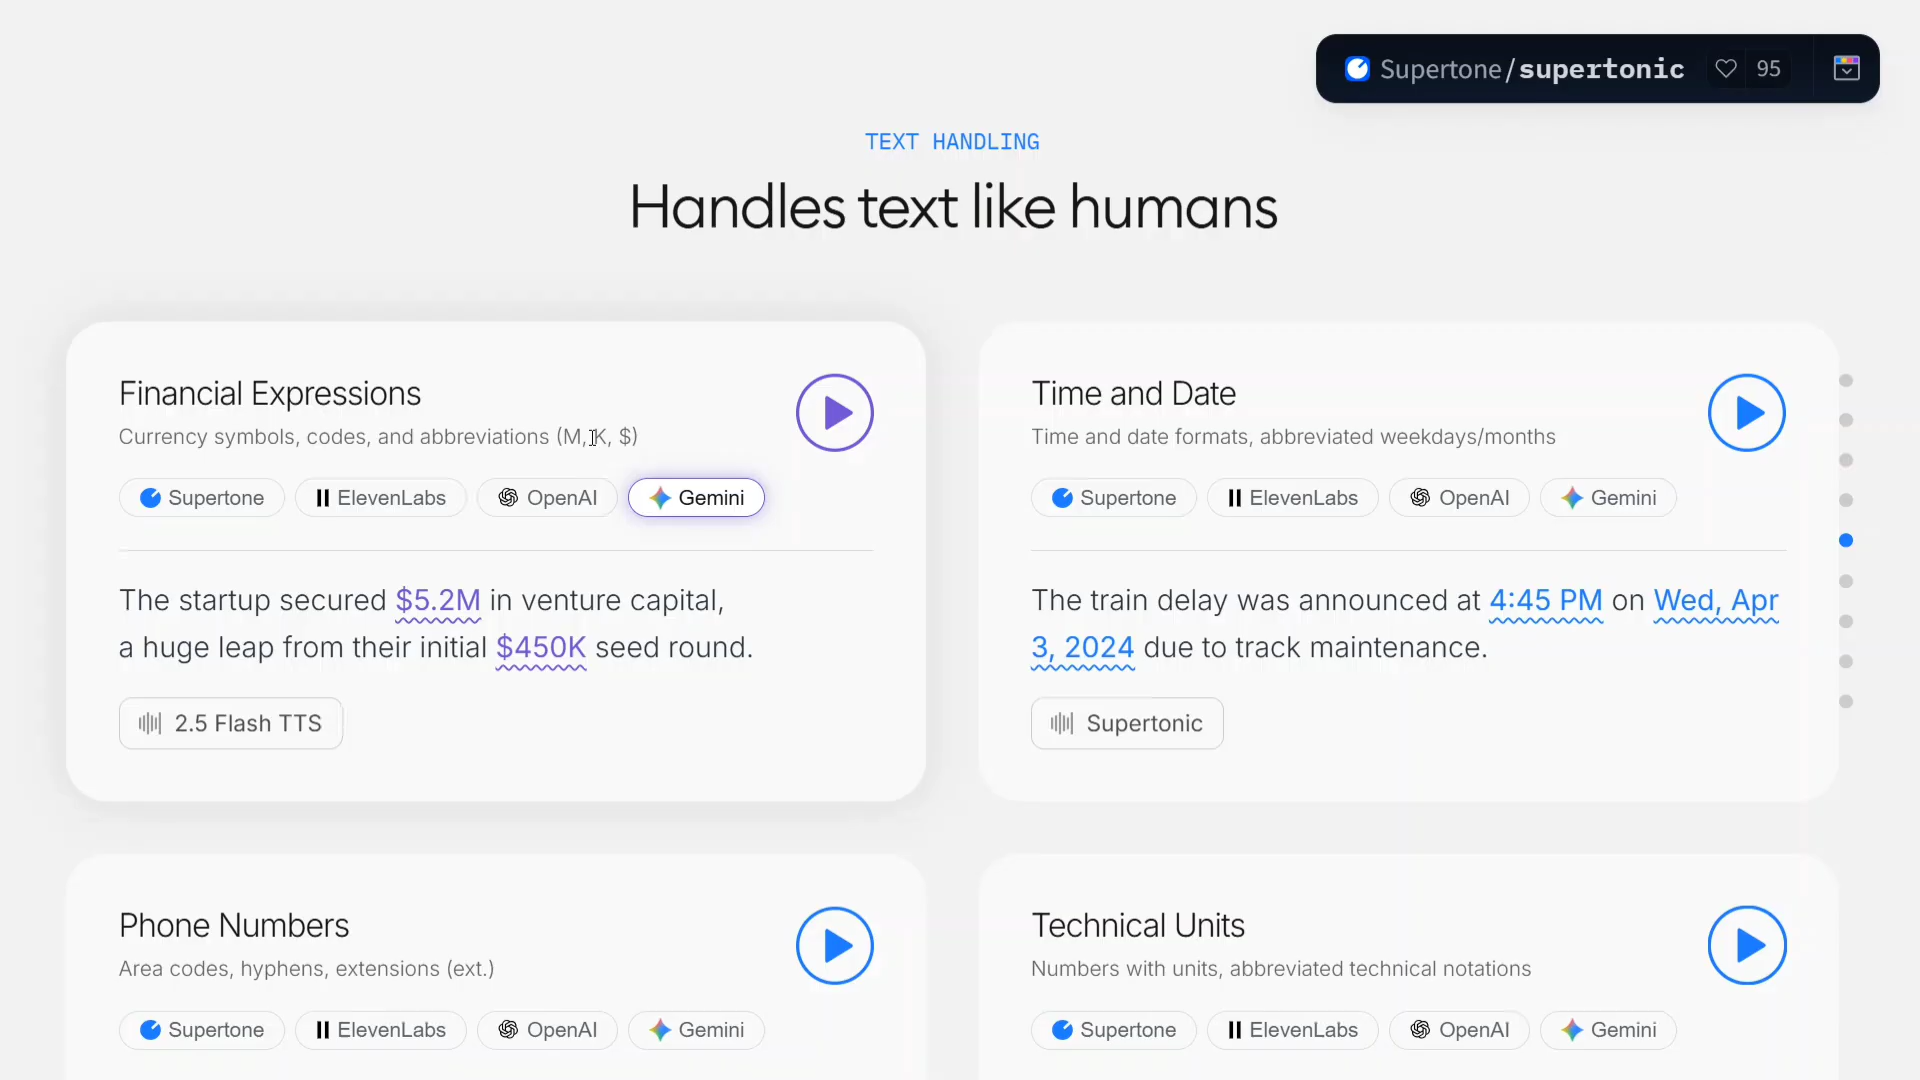 Supertone/supertonic 95
TEXT HANDLING
Handles text like humans
Financial Expressions
Currency symbols, codes, and abbreviations (M, K, $)
Supertone ElevenLabs OpenAI Gemini
The startup secured $5.2M in venture capital,
a huge leap from their initial $450K seed round.
2.5 Flash TTS
Time and Date
Time and date formats, abbreviated weekdays/months
Supertone ElevenLabs OpenAI Gemini
The train delay was announced at 4:45 PM on Wed, Apr
3, 2024 due to track maintenance.
Supertonic
Phone Numbers
Area codes, hyphens, extensions (ext.)
Supertone ElevenLabs OpenAI Gemini
Technical Units
Numbers with units, abbreviated technical notations
Supertone ElevenLabs OpenAI Gemini